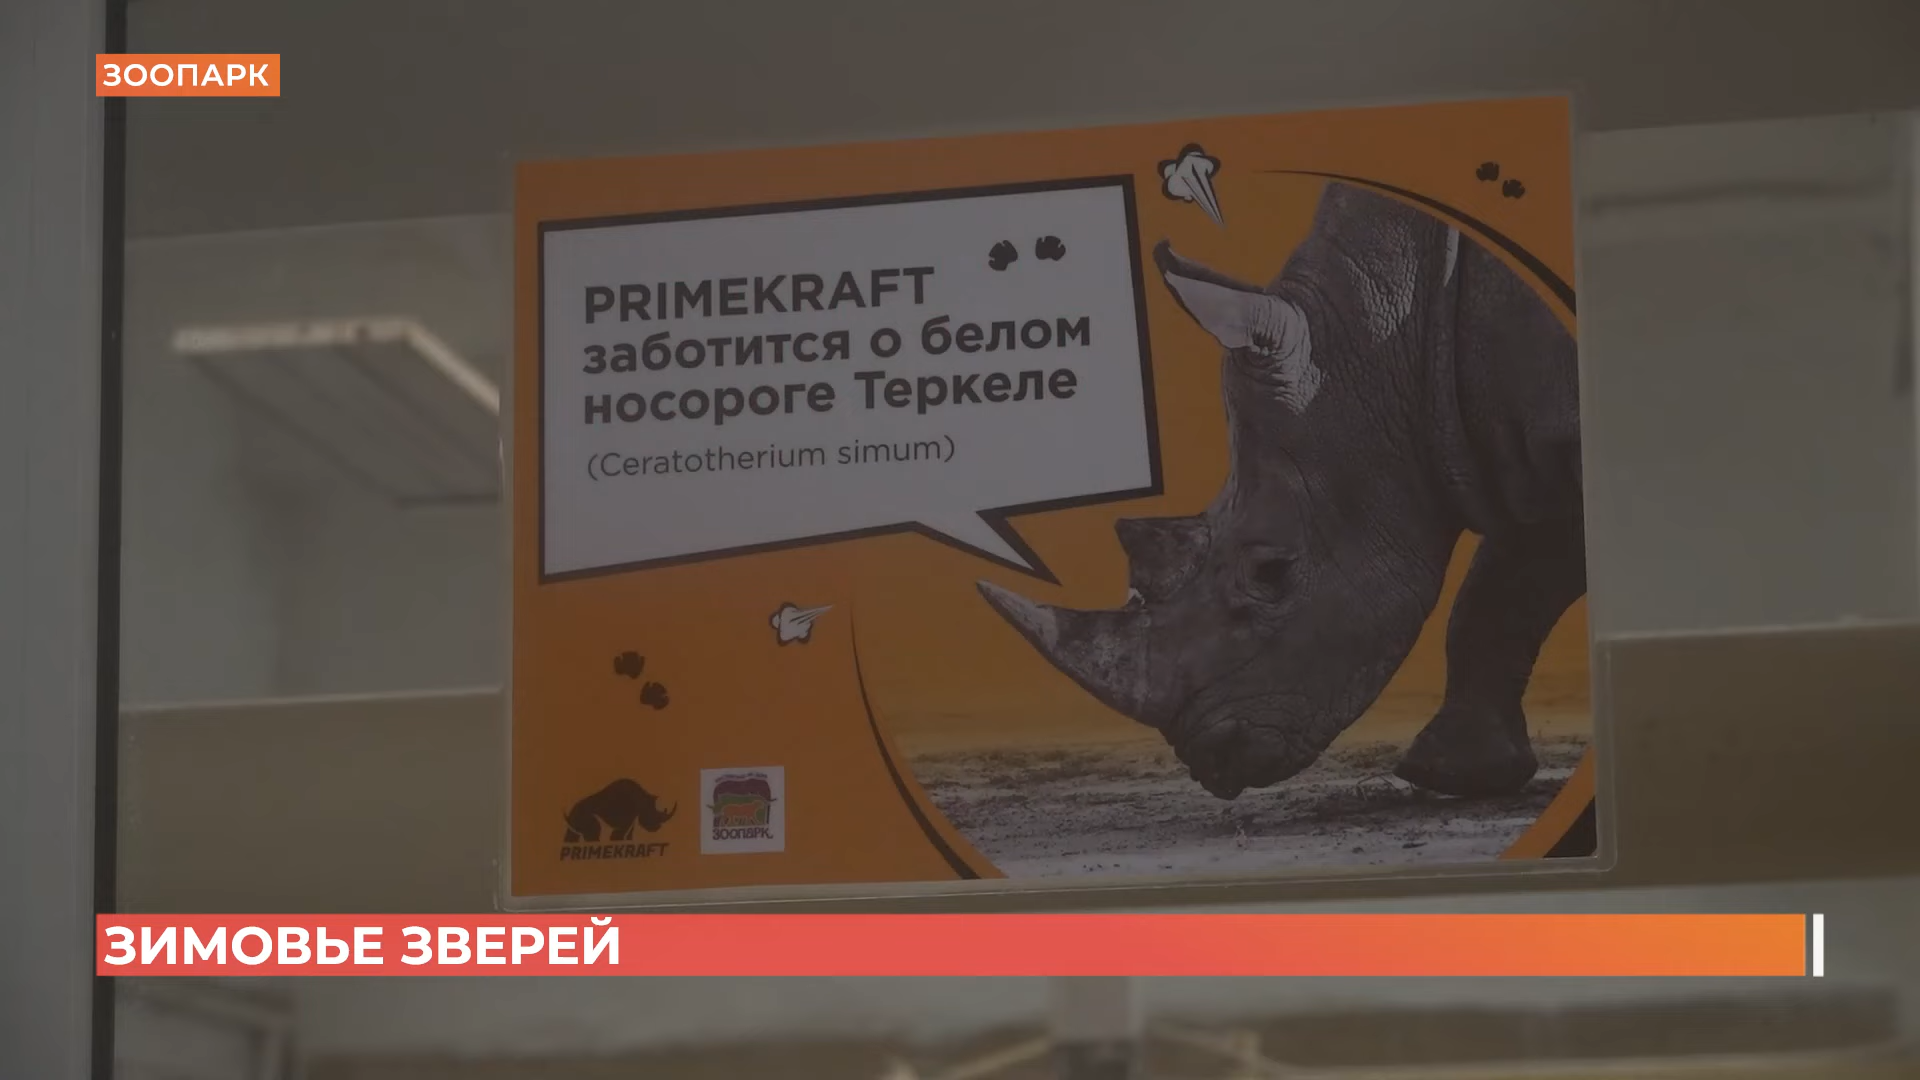 ЗООПАРК
PRIMEKRAFT
заботится о белом
носороге Теркеле
(Ceratotherium simum)
PRIMEKRAFT
ЗООПАРК
ЗИМОВЬЕ ЗВЕРЕЙ